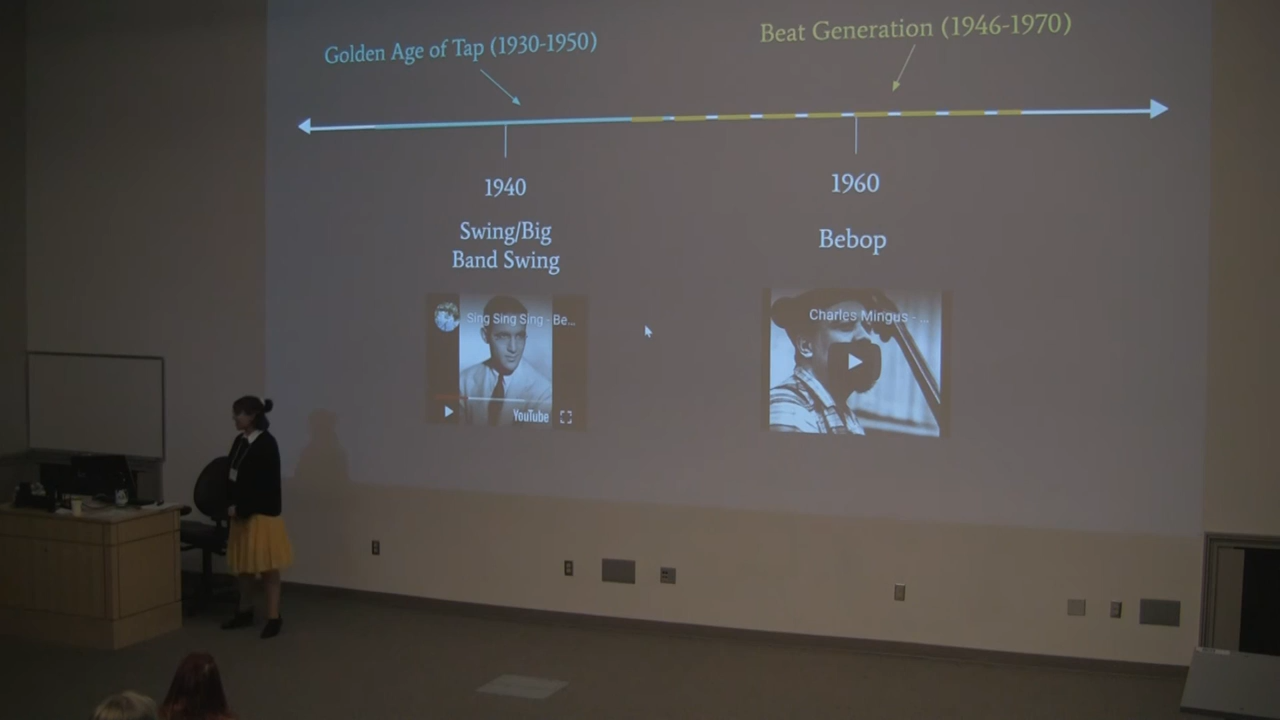 Golden Age of Tap (1930-1950)
Beat Generation (1946-1970)
1940
1960
Swing/Big
Band Swing
Bebop
Sing Sing Sing - Be...
Charles Mingus - ...
YouTube